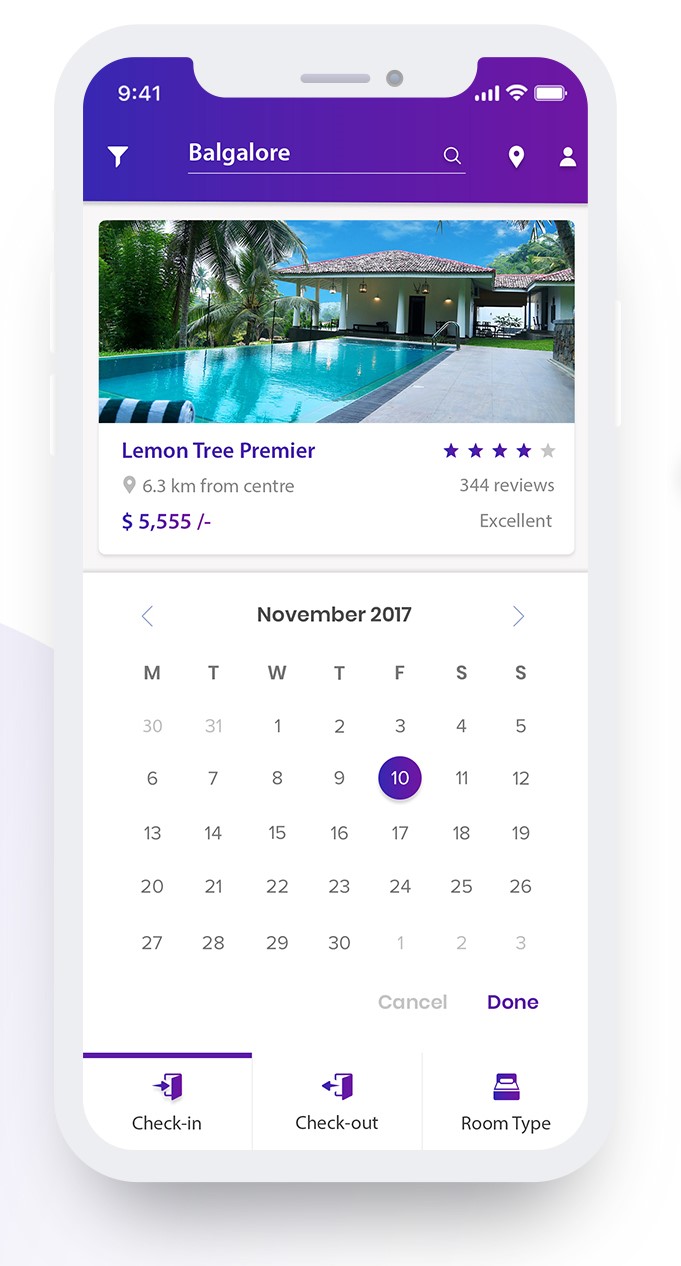 9:41
Balgalore
Lemon Tree Premier
6.3 km from centre
344 reviews
$ 5,555 /-
Excellent
November 2017
M T W T F S S
30 31 1 2 3 4 5
6 7 8 9 10 11 12
13 14 15 16 17 18 19
20 21 22 23 24 25 26
27 28 29 30 1 2 3
Cancel Done
Check-in Check-out Room Type